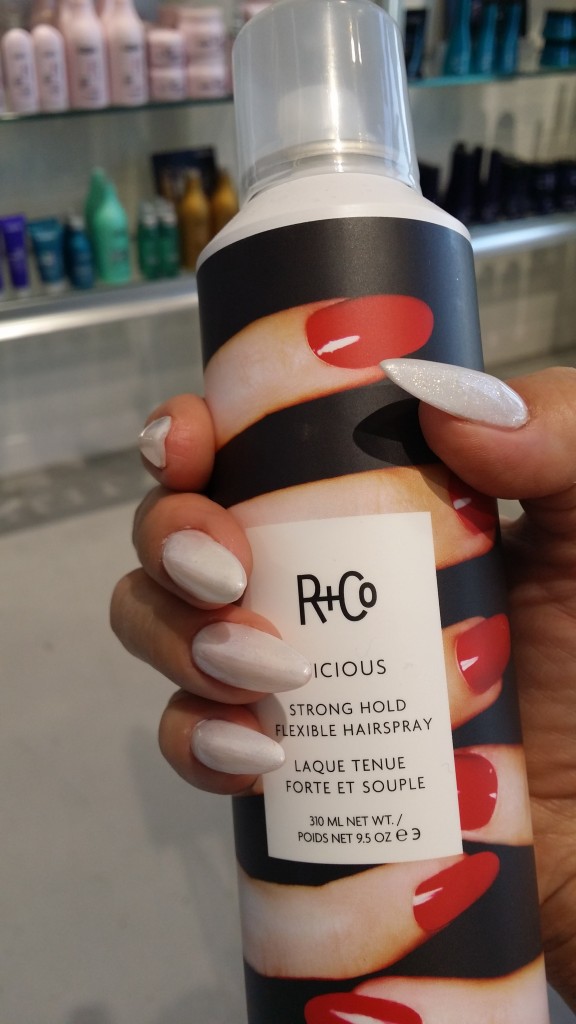 R+Co
ICIOUS
STRONG HOLD
FLEXIBLE HAIRSPRAY
LAQUE TENUE
FORTE ET SOUPLE
310 ML NET WT. /
POIDS NET 9.5 OZ ℮ 3